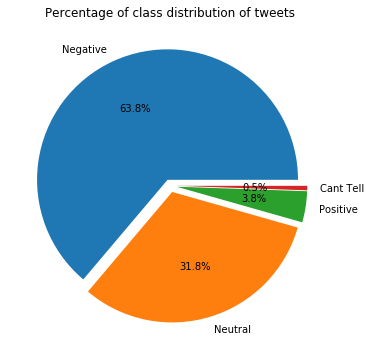 Percentage of class distribution of tweets
Negative
63.8%
0.5%
Cant Tell
3.8%
Positive
31.8%
Neutral